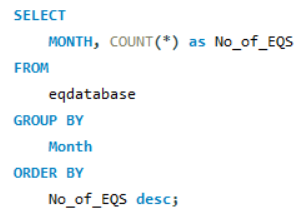 SELECT
MONTH, COUNT(*) as No_of_EQS
FROM
eqdatabase
GROUP BY
Month
ORDER BY
No_of_EQS desc;